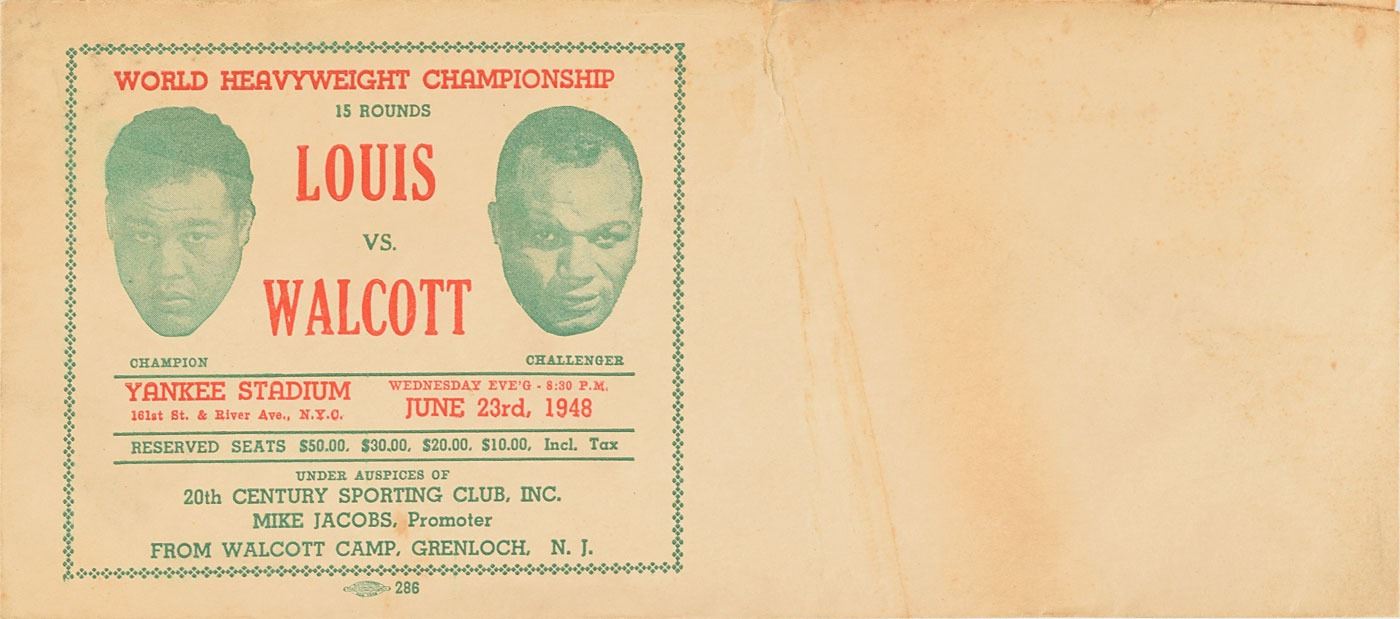 WORLD HEAVYWEIGHT CHAMPIONSHIP
15 ROUNDS
LOUIS
VS.
WALCOTT
CHAMPION
CHALLENGER
YANKEE STADIUM
161st St. & River Ave., N.Y.C.
WEDNESDAY EVE'G - 8:30 P.M.
JUNE 23rd, 1948
RESERVED SEATS $50.00, $30.00, $20.00, $10.00, Incl. Tax
UNDER AUSPICES OF
20th CENTURY SPORTING CLUB, INC.
MIKE JACOBS, Promoter
FROM WALCOTT CAMP, GRENLOCH, N. J.
286